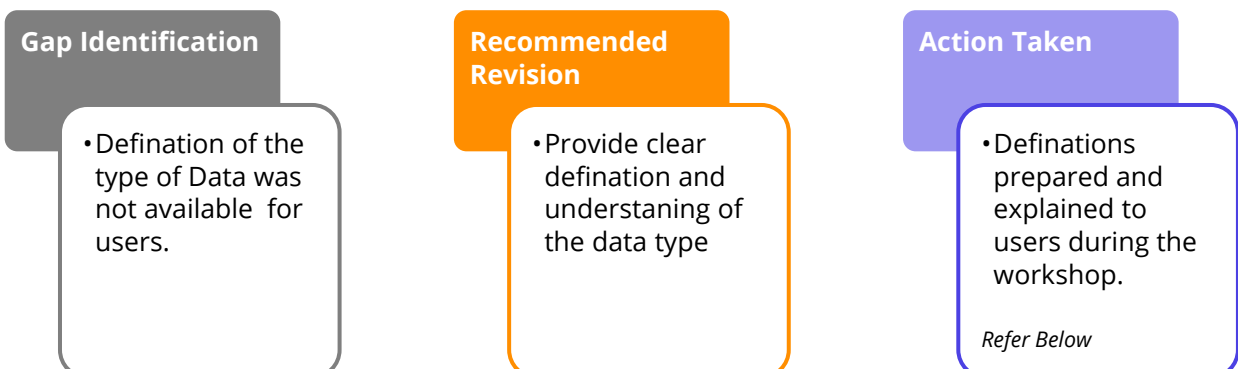 Gap Identification
•Defination of the
type of Data was
not available  for
users.
Recommended
Revision
•Provide clear
defination and
understaning of
the data type
Action Taken
•Definations
prepared and
explained to
users during the
workshop.
Refer Below